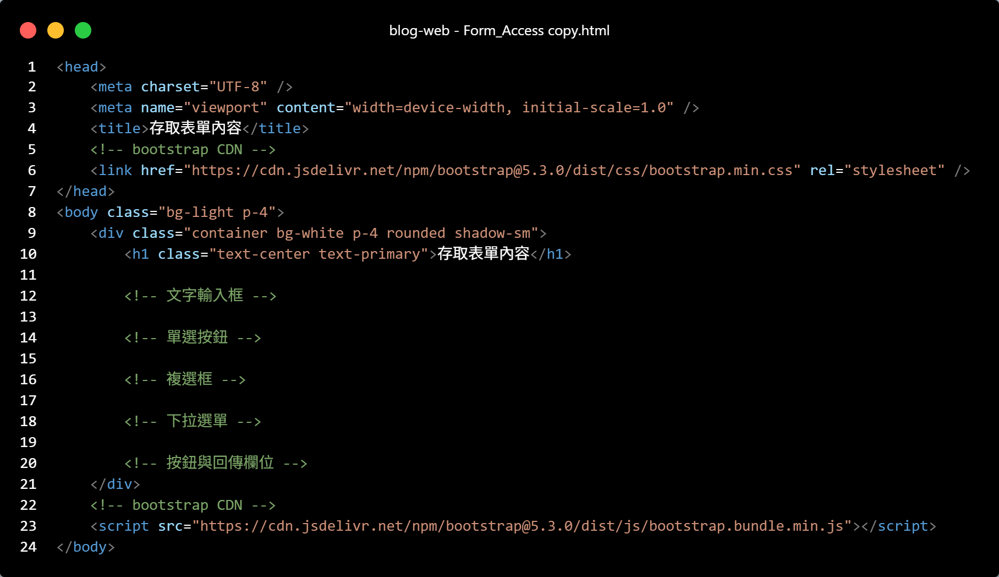 blog-web - Form_Access copy.html
1 <head>
2     <meta charset="UTF-8" />
3     <meta name="viewport" content="width=device-width, initial-scale=1.0" />
4     <title>存取表單內容</title>
5     <!-- bootstrap CDN -->
6     <link href="https://cdn.jsdelivr.net/npm/bootstrap@5.3.0/dist/css/bootstrap.min.css" rel="stylesheet" />
7 </head>
8 <body class="bg-light p-4">
9     <div class="container bg-white p-4 rounded shadow-sm">
10         <h1 class="text-center text-primary">存取表單內容</h1>
11
12         <!-- 文字輸入框 -->
13
14         <!-- 單選按鈕 -->
15
16         <!-- 複選框 -->
17
18         <!-- 下拉選單 -->
19
20         <!-- 按鈕與回傳欄位 -->
21     </div>
22     <!-- bootstrap CDN -->
23     <script src="https://cdn.jsdelivr.net/npm/bootstrap@5.3.0/dist/js/bootstrap.bundle.min.js"></script>
24 </body>